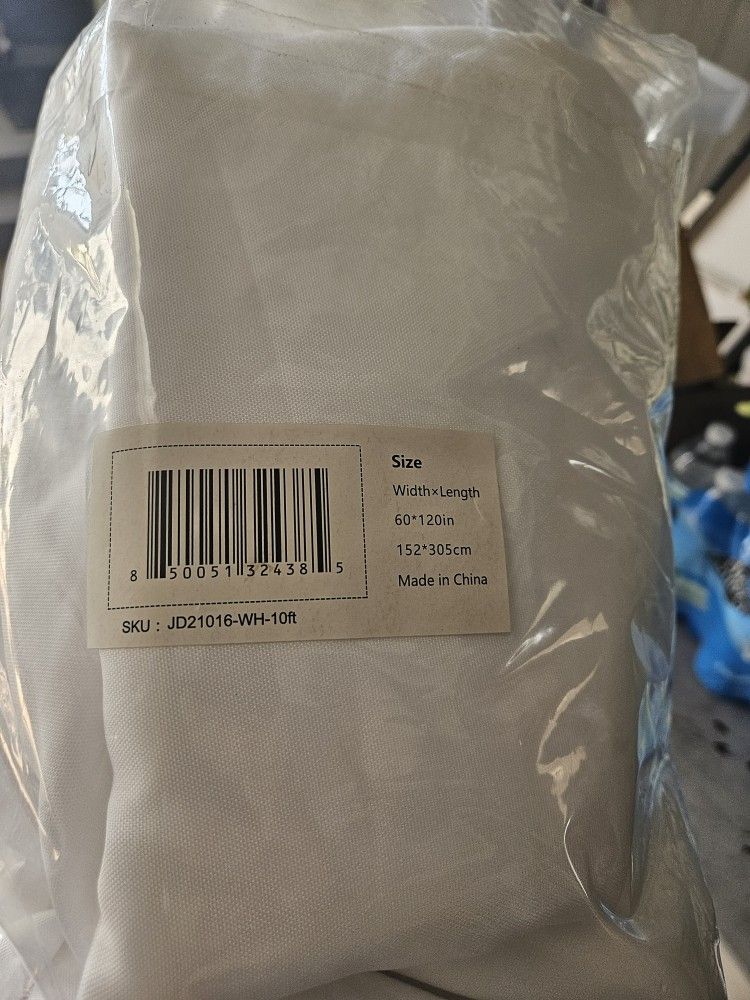 8 50051 32438 5
SKU : JD21016-WH-10ft
Size
Width×Length
60*120in
152*305cm
Made in China